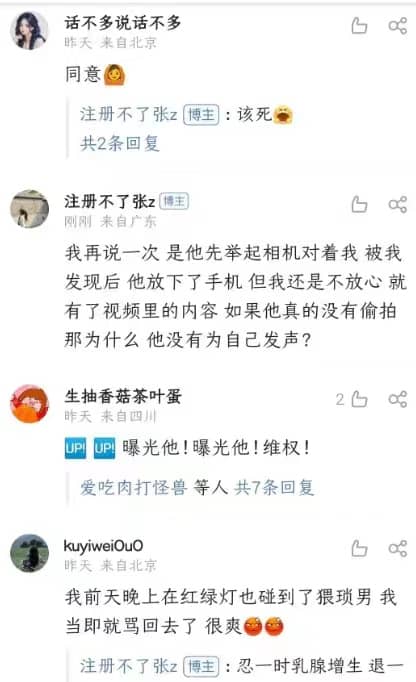 话不多说话不多
昨天 来自北京
同意🙆
注册不了张z 博主：该死😭
共2条回复
注册不了张z 博主
刚刚 来自广东
我再说一次 是他先举起相机对着我 被我
发现后 他放下了手机 但我还是不放心 就
有了视频里的内容 如果他真的没有偷拍
那为什么 他没有为自己发声？
生抽香菇茶叶蛋
2
昨天 来自四川
🆙 🆙 曝光他！曝光他！维权！
爱吃肉打怪兽 等人 共7条回复
kuyiwei0u0
昨天 来自北京
我前天晚上在红绿灯也碰到了猥琐男 我
当即就骂回去了 很爽
注册不了张z 博主：忍一时乳腺增生 退一